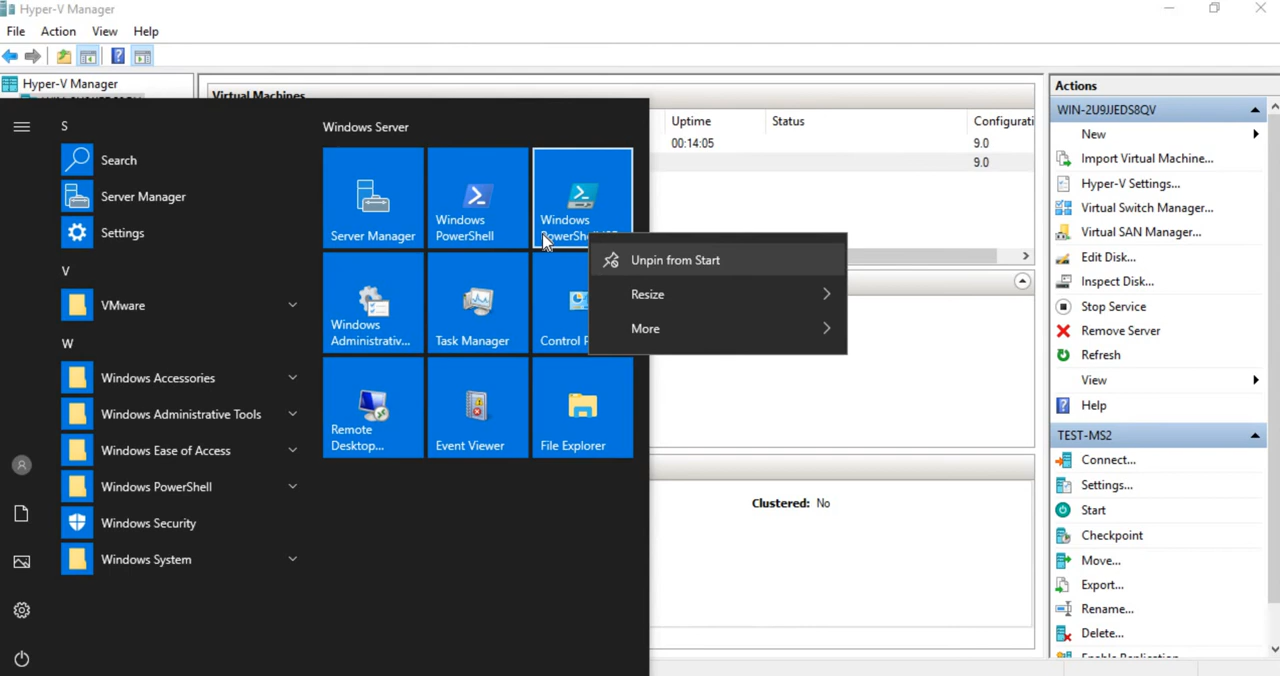 Hyper-V Manager
File Action View Help
Hyper-V Manager
Virtual Machines
Uptime Status Configurati
00:14:05 9.0
9.0
S
Search
Server Manager
Settings
V
VMware
W
Windows Accessories
Windows Administrative Tools
Windows Ease of Access
Windows PowerShell
Windows Security
Windows System
Windows Server
Server Manager
Windows
PowerShell
Windows
Windows
Administrativ...
Task Manager
Control P
Remote
Desktop...
Event Viewer
File Explorer
Unpin from Start
Resize
More
Clustered: No
Actions
WIN-2U9JJEDS8QV
New
Import Virtual Machine...
Hyper-V Settings...
Virtual Switch Manager...
Virtual SAN Manager...
Edit Disk...
Inspect Disk...
Stop Service
Remove Server
Refresh
View
Help
TEST-MS2
Connect...
Settings...
Start
Checkpoint
Move...
Export...
Rename...
Delete...